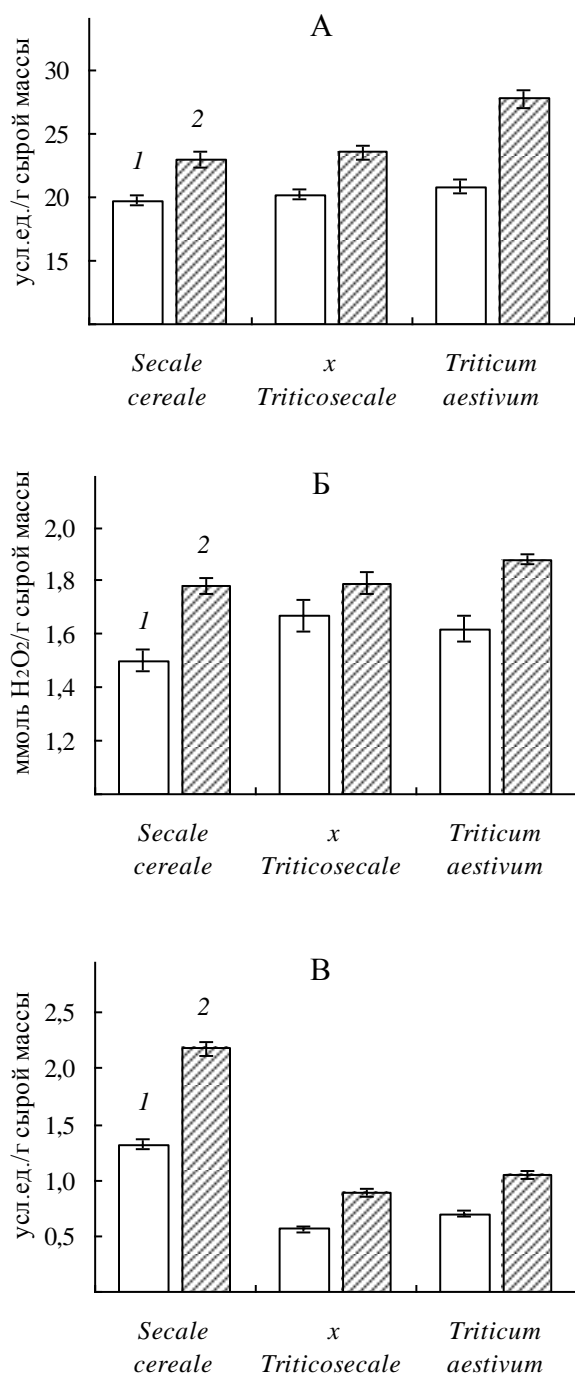 А
усл.ед./г сырой массы
30
25
20
15
1
2
Secale
cereale
x
Triticosecale
Triticum
aestivum
Б
ммоль H2O2/г сырой массы
2,0
1,8
1,6
1,4
1,2
1
2
Secale
cereale
x
Triticosecale
Triticum
aestivum
В
усл.ед./г сырой массы
2,5
2,0
1,5
1,0
0,5
1
2
Secale
cereale
x
Triticosecale
Triticum
aestivum